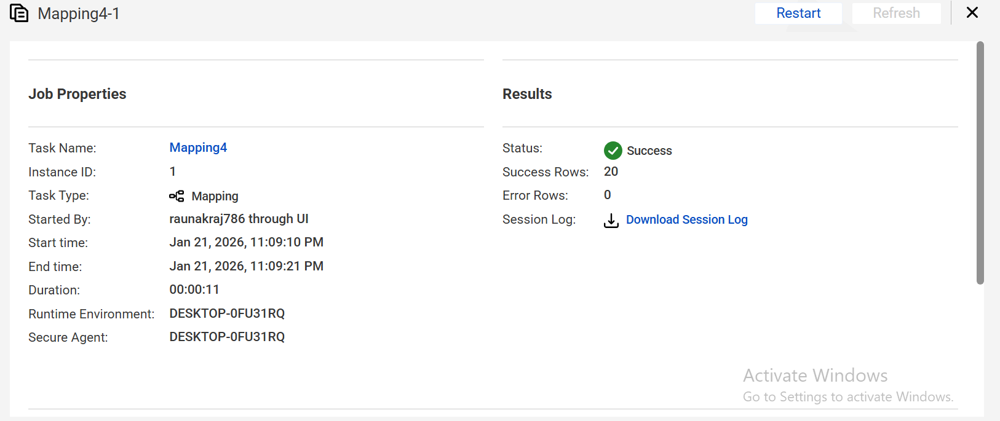 Mapping4-1
Restart
Refresh
Job Properties
Task Name: Mapping4
Instance ID: 1
Task Type: Mapping
Started By: raunakraj786 through UI
Start time: Jan 21, 2026, 11:09:10 PM
End time: Jan 21, 2026, 11:09:21 PM
Duration: 00:00:11
Runtime Environment: DESKTOP-0FU31RQ
Secure Agent: DESKTOP-0FU31RQ
Results
Status: Success
Success Rows: 20
Error Rows: 0
Session Log: Download Session Log
Activate Windows
Go to Settings to activate Windows.